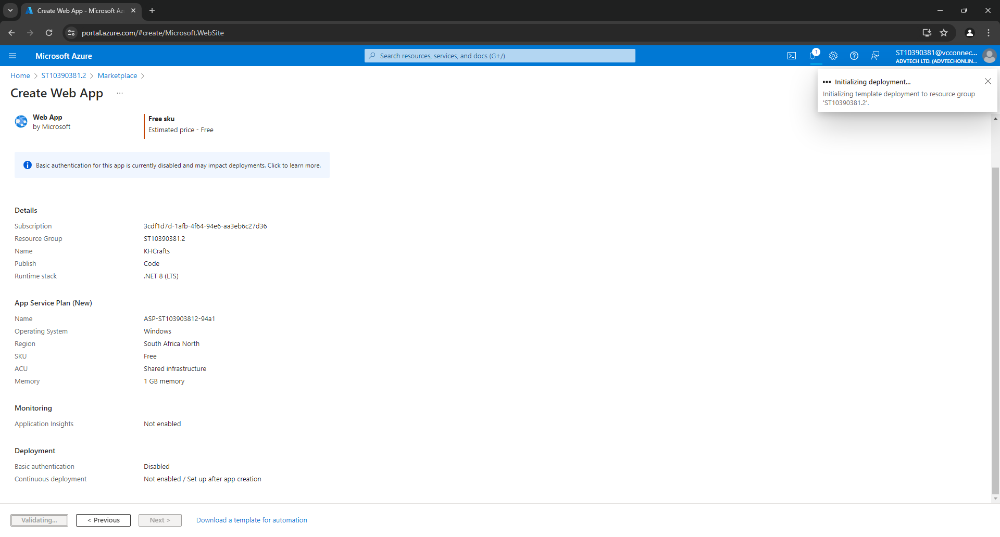 Create Web App - Microsoft Az
portal.azure.com/#create/Microsoft.WebSite
Microsoft Azure
Search resources, services, and docs (G+/)
1
ST10390381@vcconnec...
ADVTECH LTD. (ADVTECHONLIN...
Home > ST10390381.2 > Marketplace >
Create Web App ...
Initializing deployment...
Initializing template deployment to resource group
'ST10390381.2'.
Web App
by Microsoft
Free sku
Estimated price - Free
Basic authentication for this app is currently disabled and may impact deployments. Click to learn more.
Details
Subscription 3cdf1d7d-1afb-4f64-94e6-aa3eb6c27d36
Resource Group ST10390381.2
Name KHCrafts
Publish Code
Runtime stack .NET 8 (LTS)
App Service Plan (New)
Name ASP-ST103903812-94a1
Operating System Windows
Region South Africa North
SKU Free
ACU Shared infrastructure
Memory 1 GB memory
Monitoring
Application Insights Not enabled
Deployment
Basic authentication Disabled
Continuous deployment Not enabled / Set up after app creation
Validating... < Previous Next > Download a template for automation